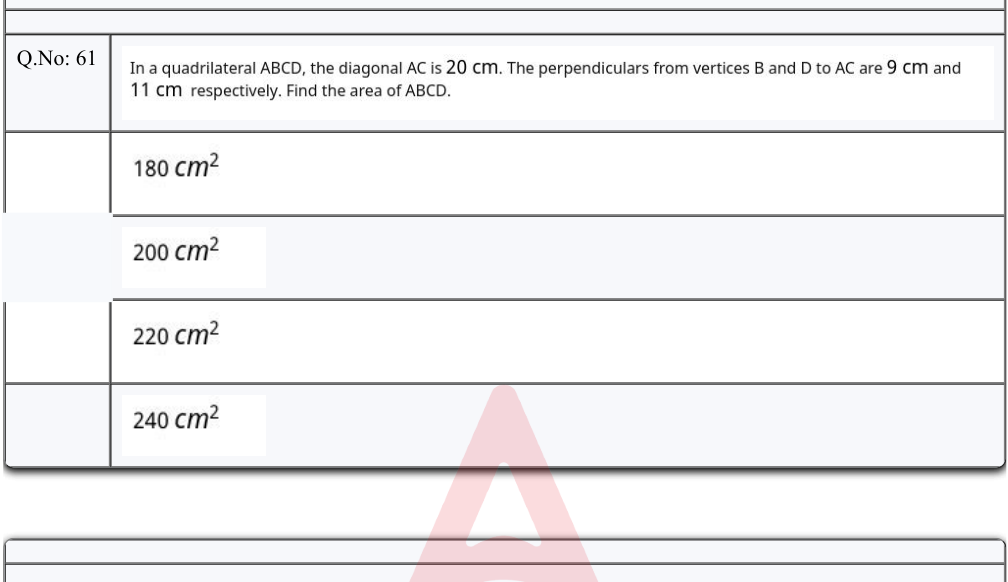 Q.No: 61
In a quadrilateral ABCD, the diagonal AC is 20 cm. The perpendiculars from vertices B and D to AC are 9 cm and
11 cm respectively. Find the area of ABCD.
180 cm²
200 cm²
220 cm²
240 cm²